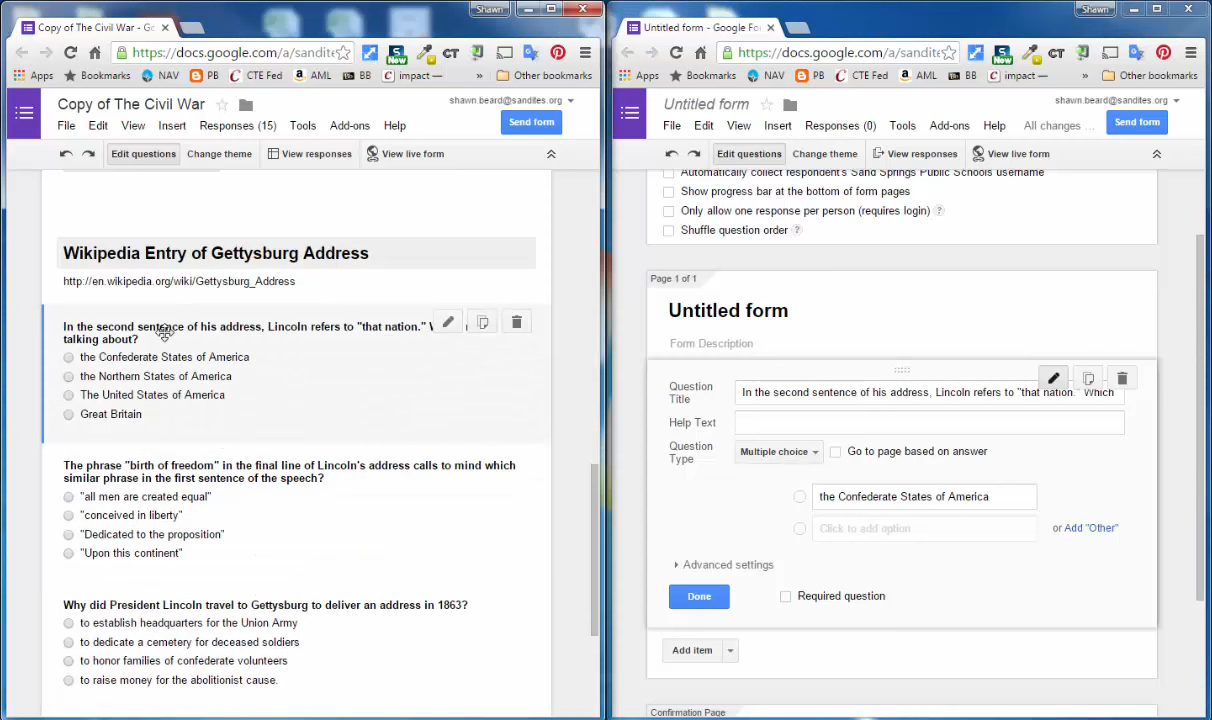 Shawn
Copy of The Civil War - Gc
https://docs.google.com/a/sandite
New
CT
Apps
Bookmarks
NAV
PB
CTE Fed
AML
BB
impact —
»
Other bookmarks
Copy of The Civil War
shawn.beard@sandites.org
File
Edit
View
Insert
Responses (15)
Tools
Add-ons
Help
Send form
Edit questions
Change theme
View responses
View live form
Wikipedia Entry of Gettysburg Address
http://en.wikipedia.org/wiki/Gettysburg_Address
In the second sentence of his address, Lincoln refers to "that nation."
talking about?
the Confederate States of America
the Northern States of America
The United States of America
Great Britain
The phrase "birth of freedom" in the final line of Lincoln's address calls to mind which
similar phrase in the first sentence of the speech?
"all men are created equal"
"conceived in liberty"
"Dedicated to the proposition"
"Upon this continent"
Why did President Lincoln travel to Gettysburg to deliver an address in 1863?
to establish headquarters for the Union Army
to dedicate a cemetery for deceased soldiers
to honor families of confederate volunteers
to raise money for the abolitionist cause.
Shawn
Untitled form - Google Fo
https://docs.google.com/a/sandite
New
CT
Apps
Bookmarks
NAV
PB
CTE Fed
AML
BB
impact —
»
Other bookmarks
Untitled form
shawn.beard@sandites.org
File
Edit
View
Insert
Responses (0)
Tools
Add-ons
Help
All changes ...
Send form
Edit questions
Change theme
View responses
View live form
Automatically collect respondent's Sand Springs Public Schools username
Show progress bar at the bottom of form pages
Only allow one response per person (requires login) ?
Shuffle question order ?
Page 1 of 1
Untitled form
Form Description
Question
Title
In the second sentence of his address, Lincoln refers to "that nation." Which
Help Text
Question
Type
Multiple choice
Go to page based on answer
the Confederate States of America
Click to add option
or Add "Other"
Advanced settings
Done
Required question
Add item
Confirmation Page